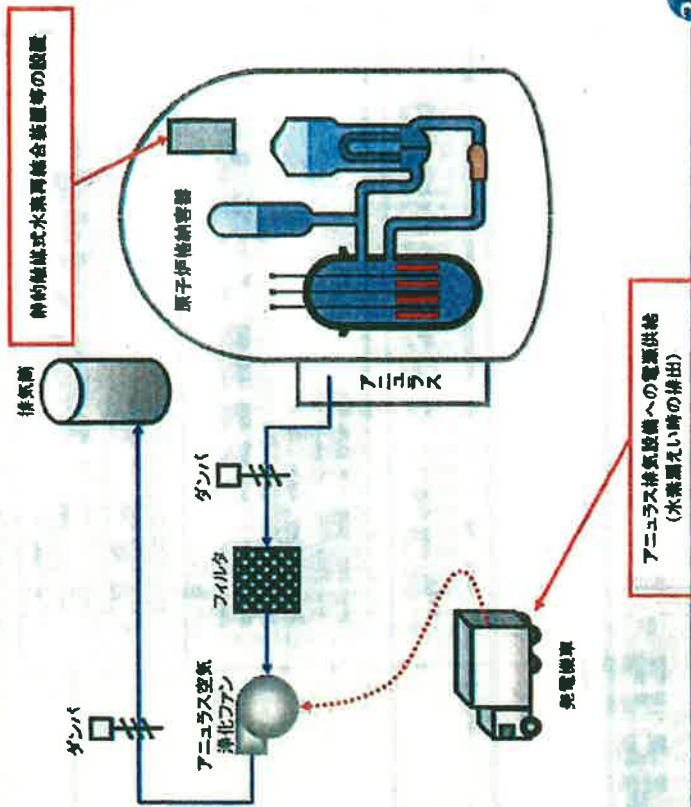 静的触媒式水素再結合装置等の設置
原子炉格納容器
排気筒
アニュラス
ダンパ
フィルタ
ダンパ
アニュラス空気
浄化ファン
発電機車
アニュラス排気設備への電源供給
(水素漏えい時の排出)